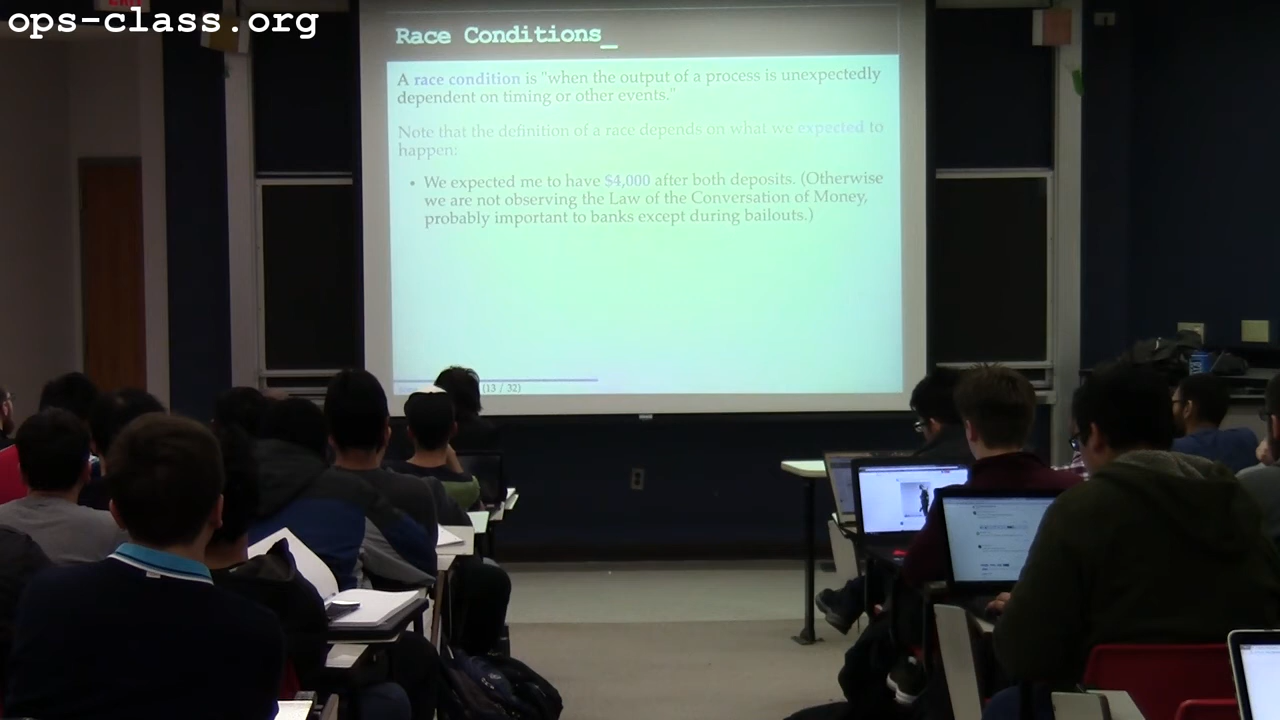 EXIT
ops-class.org
Race Conditions_
A race condition is "when the output of a process is unexpectedly
dependent on timing or other events."
Note that the definition of a race depends on what we expected to
happen:
• We expected me to have $4,000 after both deposits. (Otherwise
we are not observing the Law of the Conversation of Money,
probably important to banks except during bailouts.)
(13 / 32)